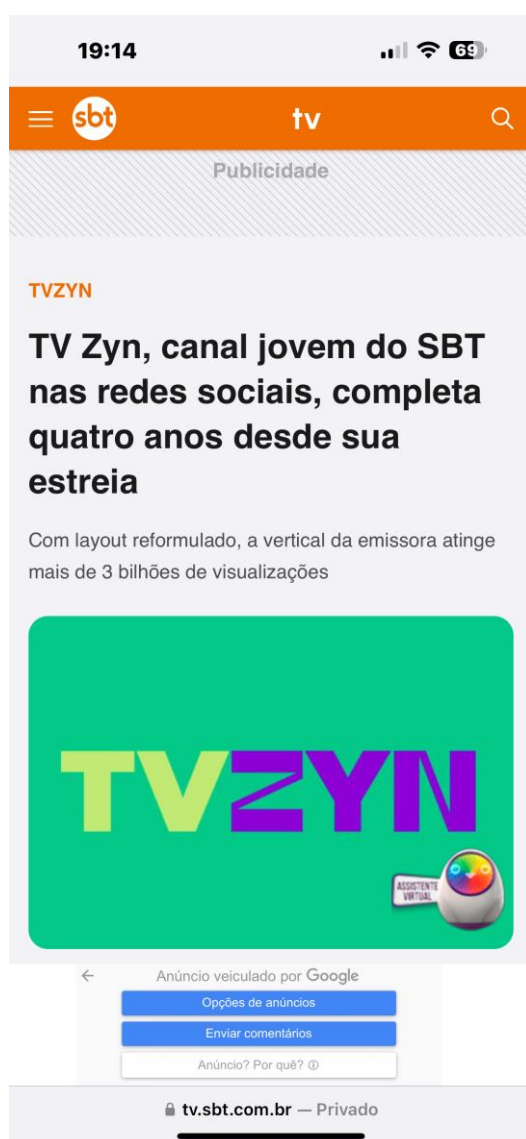 19:14
69
sbt
tv
Publicidade
TVZYN
TV Zyn, canal jovem do SBT
nas redes sociais, completa
quatro anos desde sua
estreia
Com layout reformulado, a vertical da emissora atinge
mais de 3 bilhões de visualizações
TVZYN
ASSISTENTE
VIRTUAL
Anúncio veiculado por Google
Opções de anúncios
Enviar comentários
Anúncio? Por quê?
tv.sbt.com.br — Privado